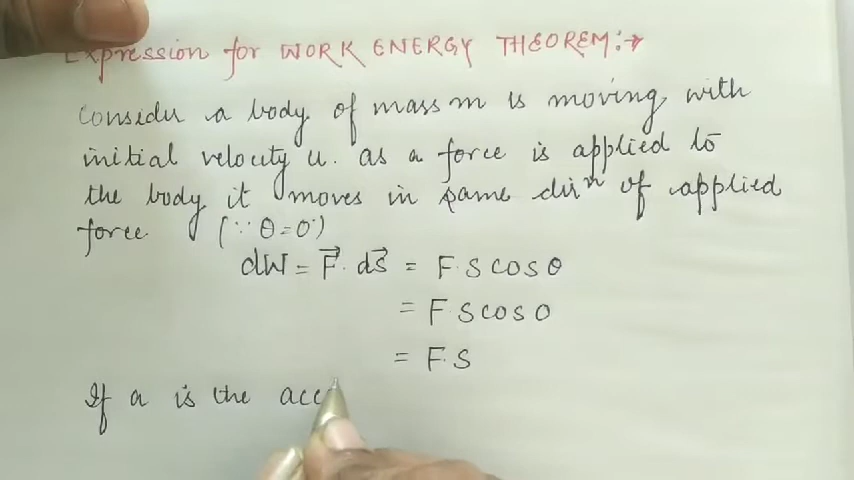 Expression for WORK ENERGY THEOREM:→
Consider a body of mass m is moving with
initial velocity u. as a force is applied to
the body it moves in same dirⁿ of applied
force (∵ θ=0°)
dW = F⃗. ds⃗ = F.S cos θ
= F S cos 0
= F.S
If a is the acc